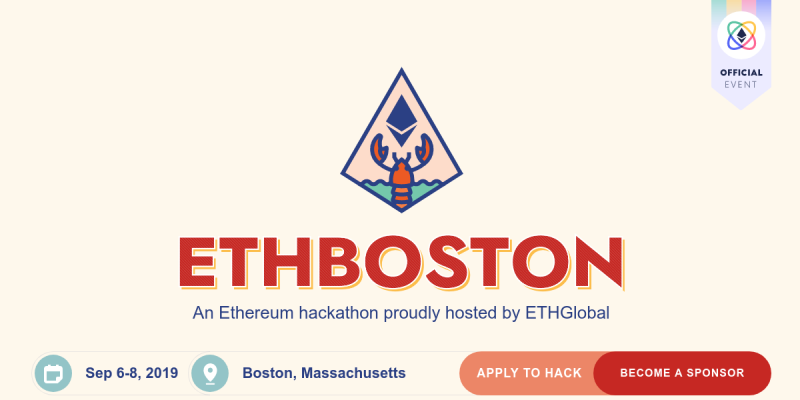 OFFICIAL
EVENT
ETHBOSTON
An Ethereum hackathon proudly hosted by ETHGlobal
Sep 6-8, 2019
Boston, Massachusetts
APPLY TO HACK
BECOME A SPONSOR